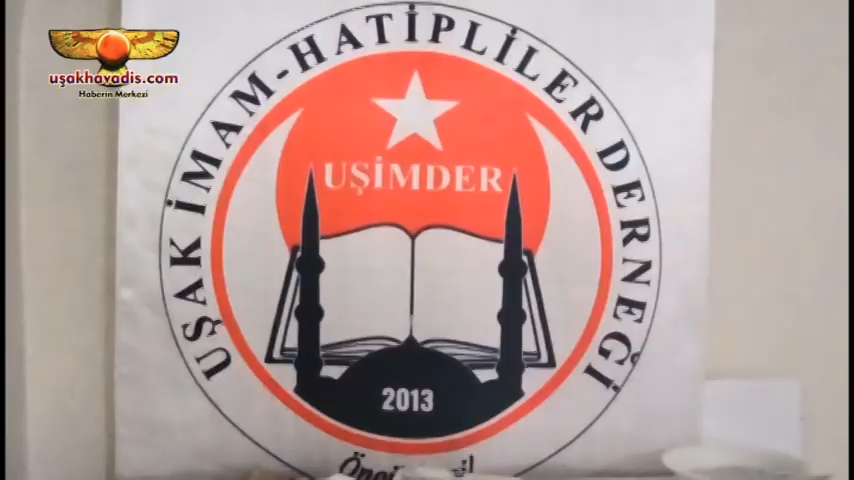 uşakhavadis.com
Haberin Merkezi
UŞAK İMAM-HATİPLİLER DERNEĞİ
UŞİMDER
2013